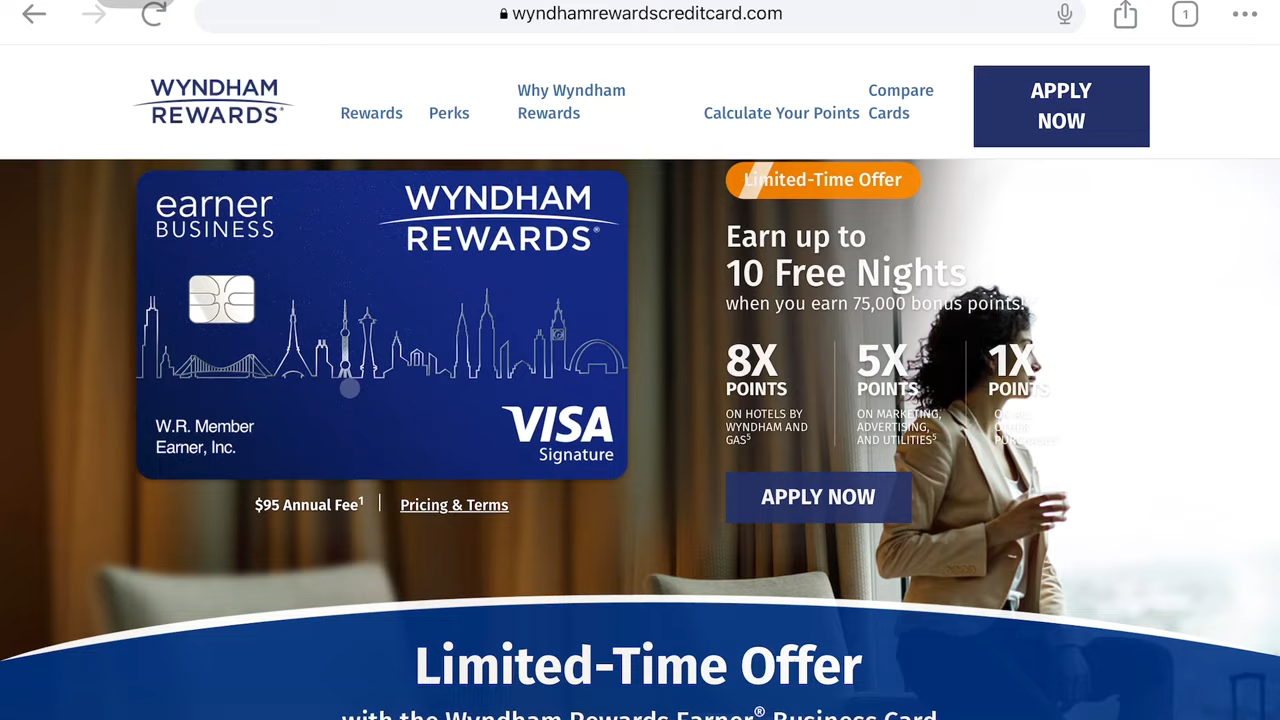 wyndhamrewardscreditcard.com
1
WYNDHAM
REWARDS®
Rewards
Perks
Why Wyndham
Rewards
Calculate Your Points
Compare
Cards
APPLY
NOW
earner
BUSINESS
WYNDHAM
REWARDS®
W.R. Member
Earner, Inc.
VISA
Signature
$95 Annual Fee¹
Pricing & Terms
Limited-Time Offer
Earn up to
10 Free Nights
when you earn 75,000 bonus points!
8X
POINTS
ON HOTELS BY
WYNDHAM AND
GAS⁵
5X
POINTS
ON MARKETING,
ADVERTISING,
AND UTILITIES⁵
1X
POINTS
ON ALL
OTHER
PURCHASES
APPLY NOW
Limited-Time Offer
with the Wyndham Rewards Earner® Business Card